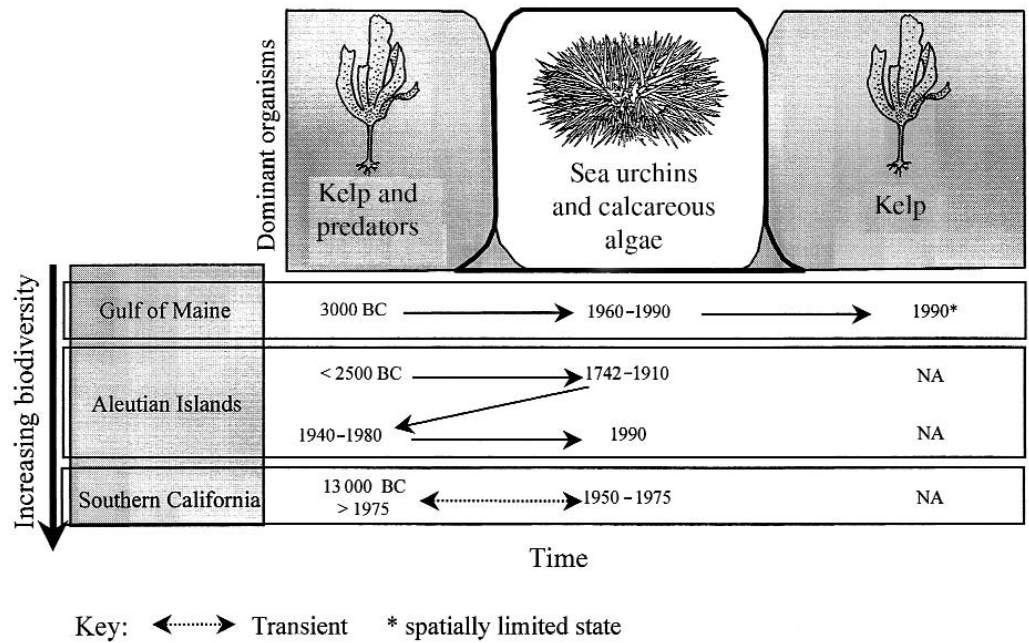 Dominant organisms
Kelp and
predators
Sea urchins
and calcareous
algae
Kelp
Increasing biodiversity
Gulf of Maine
3000 BC
1960–1990
1990*
Aleutian Islands
< 2500 BC
1742–1910
NA
1940–1980
1990
NA
Southern California
13 000 BC
> 1975
1950–1975
NA
Time
Key:
Transient
* spatially limited state